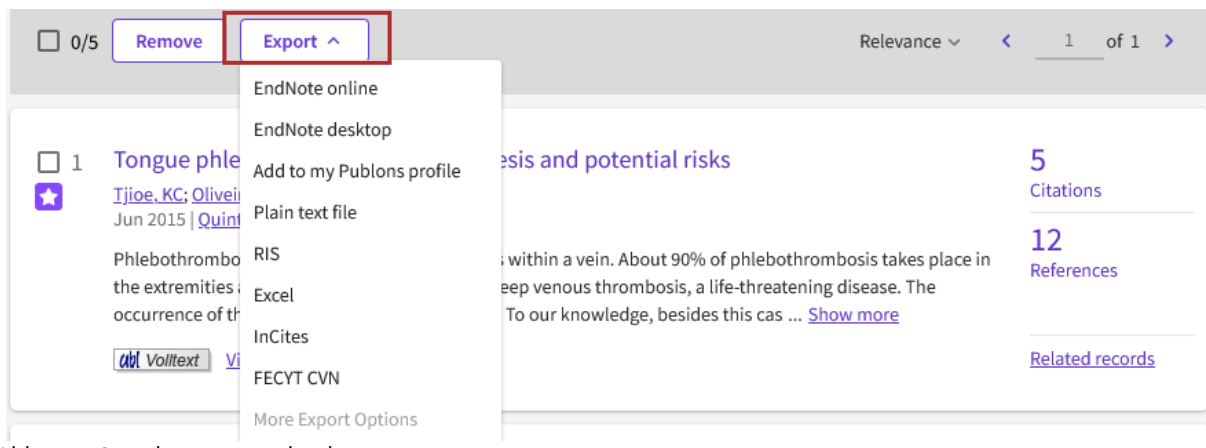 0/5 Remove Export Relevance 1 of 1
EndNote online
EndNote desktop
Add to my Publons profile
Plain text file
RIS
Excel
InCites
FECYT CVN
More Export Options
1 Tongue phle esis and potential risks
Tjioe, KC; Olivei
Jun 2015 | Quint
Phlebothrombo within a vein. About 90% of phlebothrombosis takes place in
the extremities eep venous thrombosis, a life-threatening disease. The
occurrence of th To our knowledge, besides this cas ... Show more
ubl Volltext Vi
5
Citations
12
References
Related records